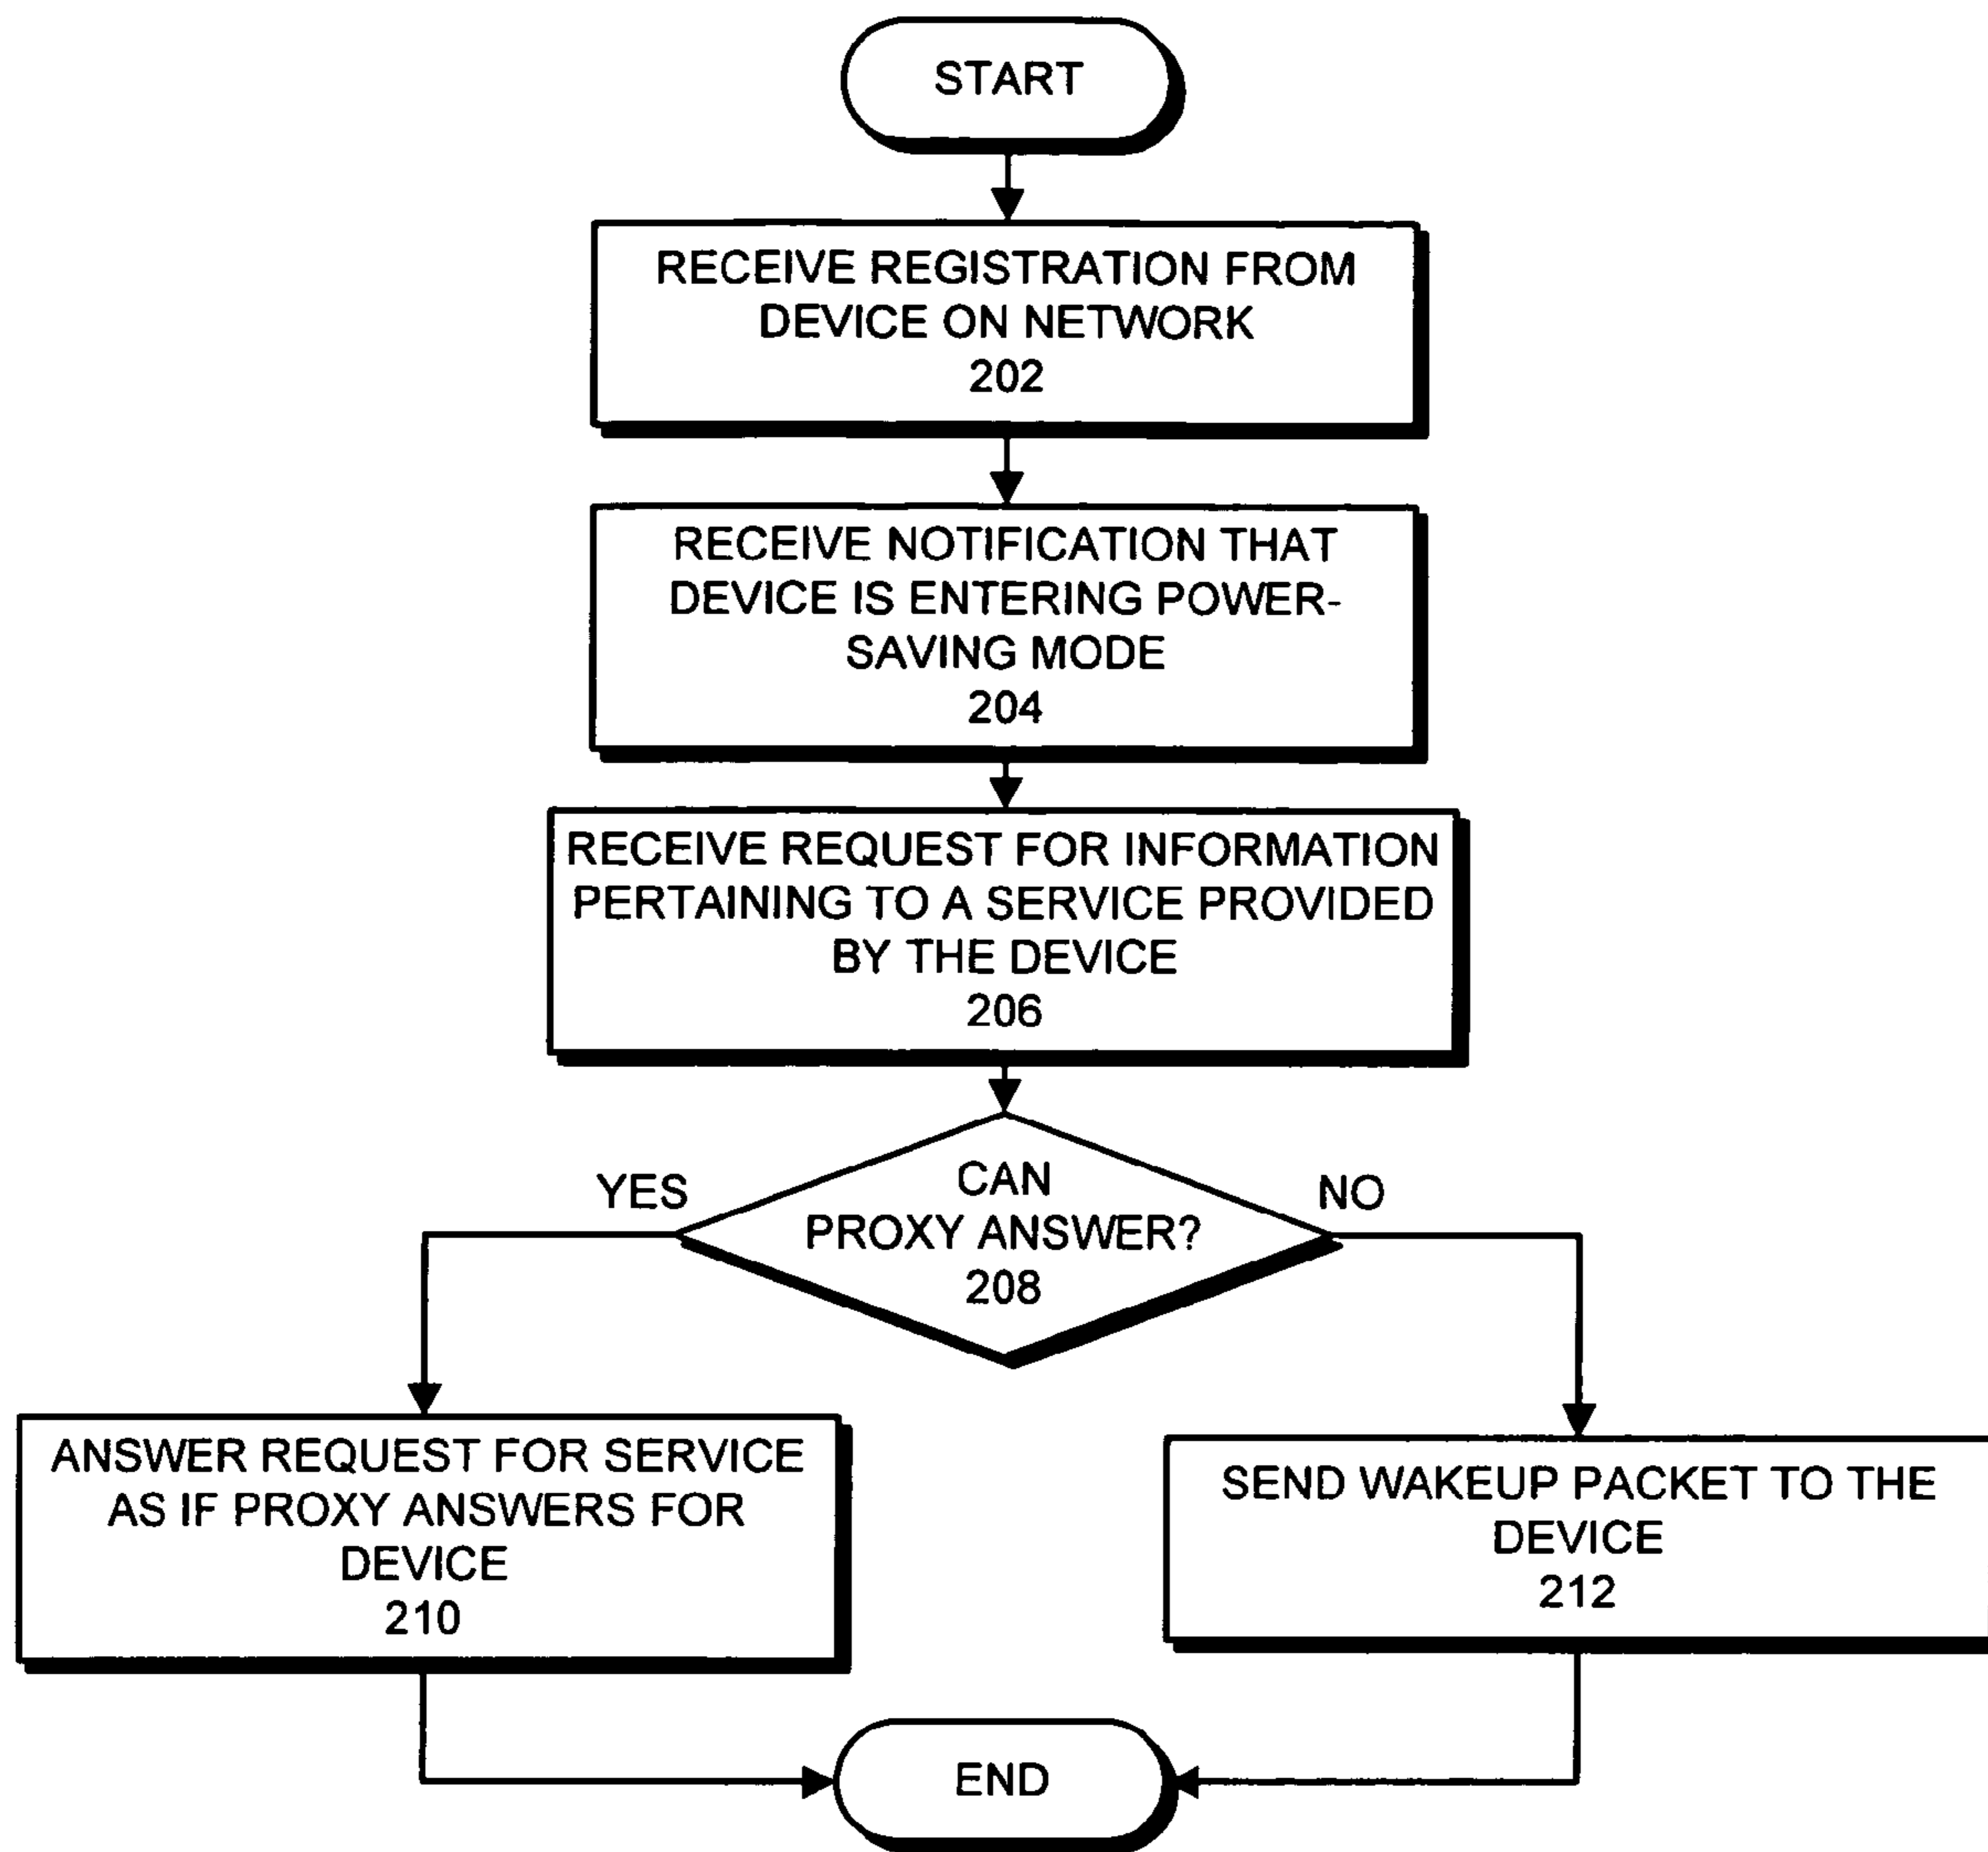 START
RECEIVE REGISTRATION FROM
DEVICE ON NETWORK
202
RECEIVE NOTIFICATION THAT
DEVICE IS ENTERING POWER-
SAVING MODE
204
RECEIVE REQUEST FOR INFORMATION
PERTAINING TO A SERVICE PROVIDED
BY THE DEVICE
206
CAN
PROXY ANSWER?
208
YES
NO
ANSWER REQUEST FOR SERVICE
AS IF PROXY ANSWERS FOR
DEVICE
210
SEND WAKEUP PACKET TO THE
DEVICE
212
END